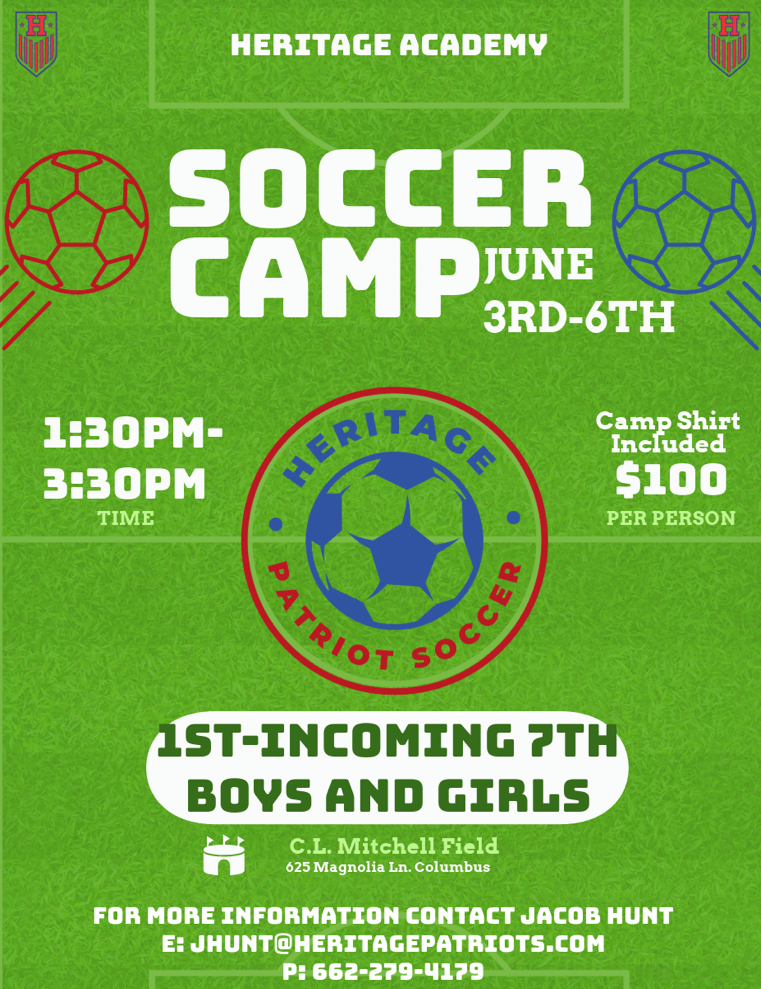 H
H
HERITAGE ACADEMY
SOCCER
CAMP
JUNE
3RD-6TH
1:30PM-
3:30PM
TIME
Camp Shirt
Included
$100
PER PERSON
HERITAGE
PATRIOT SOCCER
1ST-INCOMING 7TH
BOYS AND GIRLS
C.L. Mitchell Field
625 Magnolia Ln. Columbus
FOR MORE INFORMATION CONTACT JACOB HUNT
E: JHUNT@HERITAGEPATRIOTS.COM
P: 662-279-4179